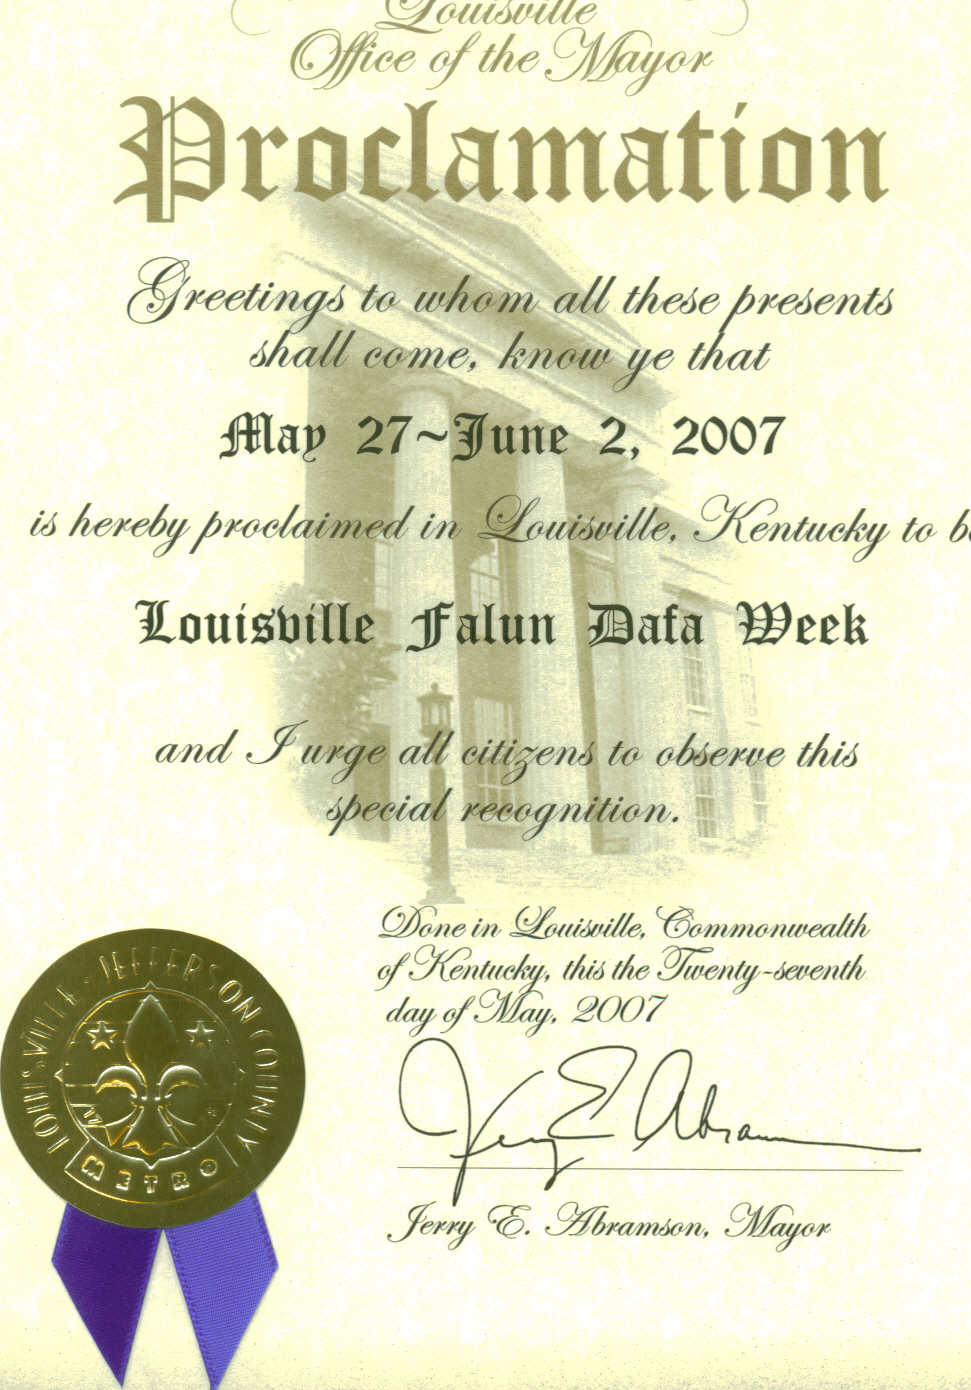 Louisville
Office of the Mayor
Proclamation
Greetings to whom all these presents
shall come, know ye that
May 27~June 2, 2007
is hereby proclaimed in Louisville, Kentucky to be
Louisville Falun Dafa Week
and I urge all citizens to observe this
special recognition.
Done in Louisville, Commonwealth
of Kentucky, this the Twenty-seventh
day of May, 2007
Jerry E. Abramson
Jerry E. Abramson, Mayor
LOUISVILLE - JEFFERSON COUNTY
METRO